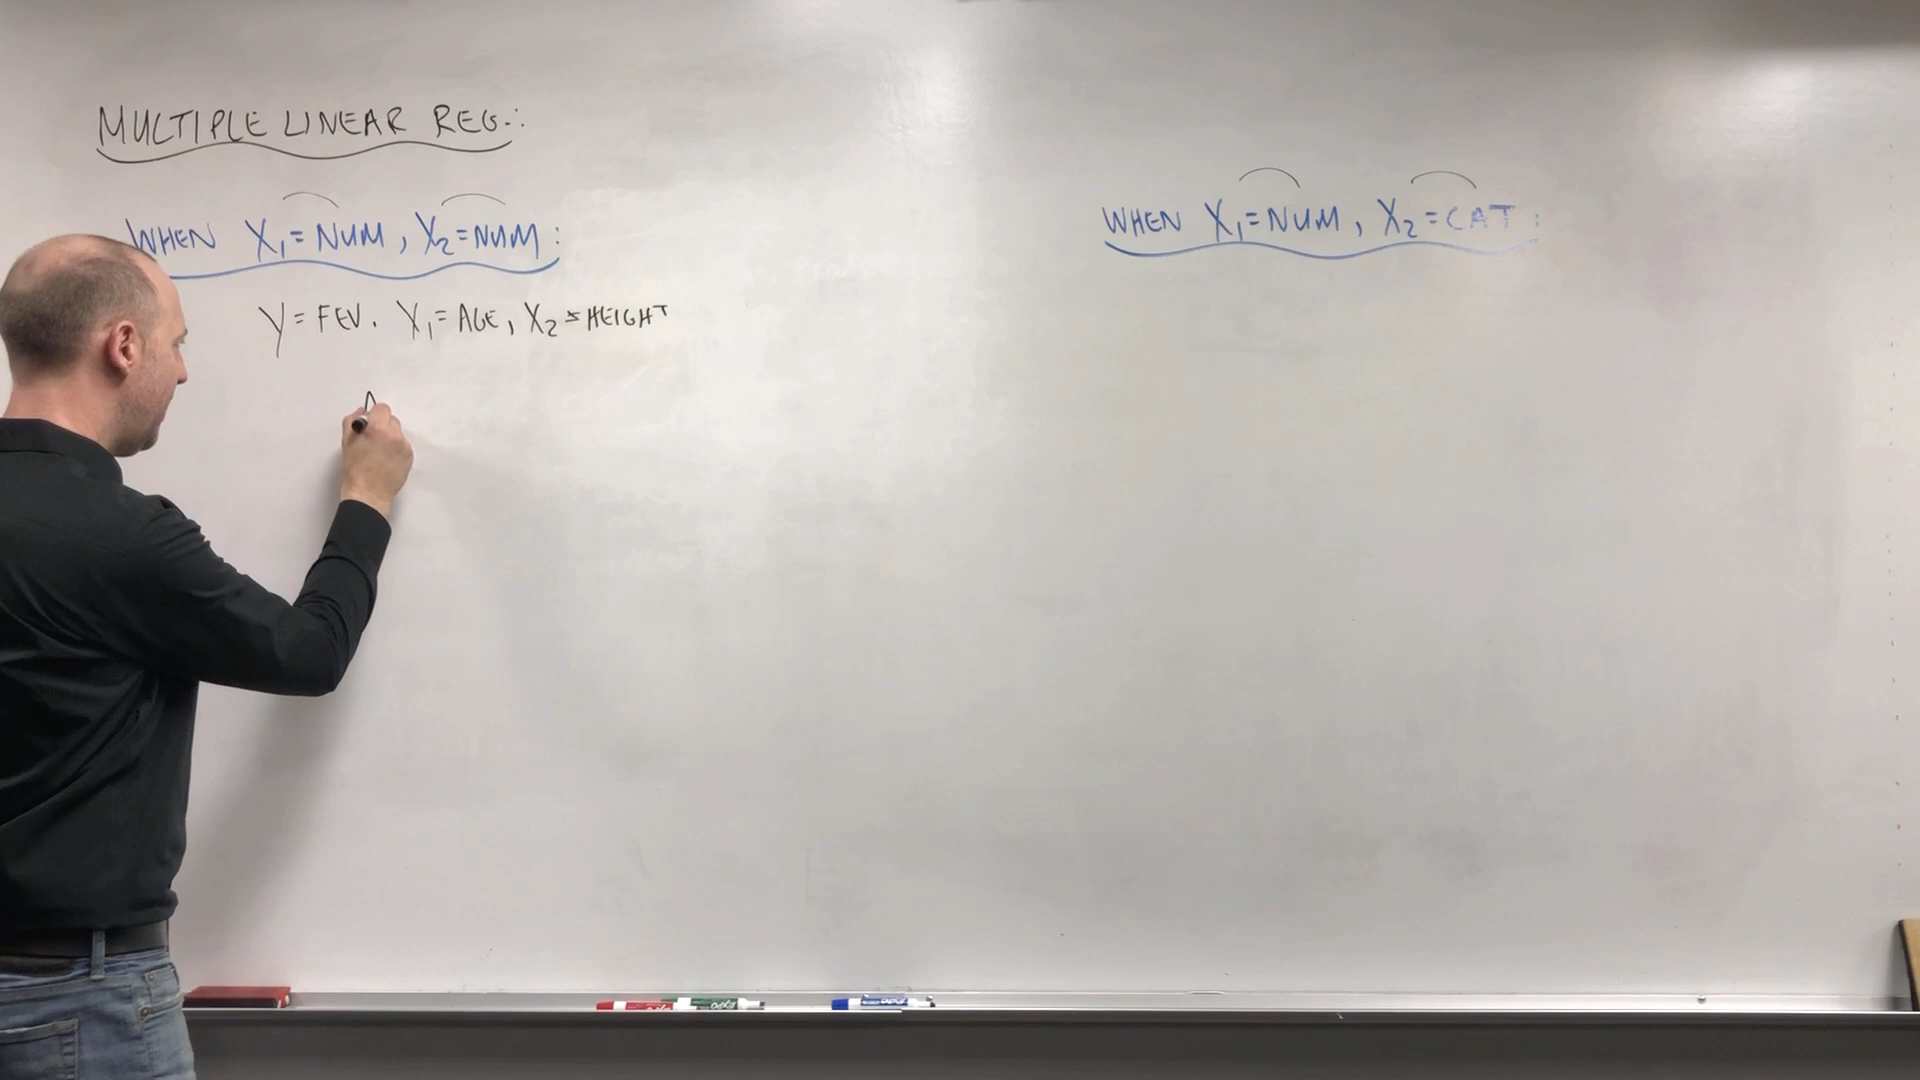 MULTIPLE LINEAR REG.:
WHEN X₁=NUM, X₂=NUM:
Y=FEV. X₁=AGE, X₂=HEIGHT
WHEN X₁=NUM, X₂=CAT: